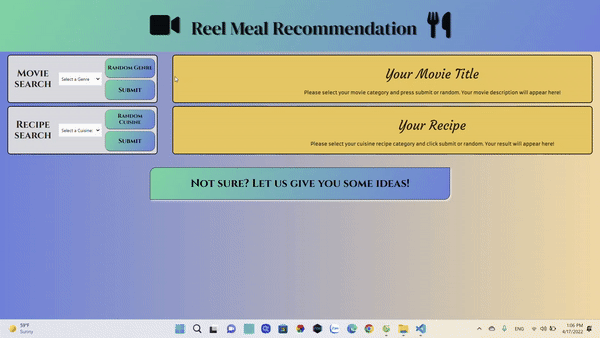 Reel Meal Recommendation
Movie
search
Select a Genre
Random Genre
Submit
Your Movie Title
Please select your movie category and press submit or random. Your movie description will appear here!
Recipe
search
Select a Cuisine
Random
Cuisine
Submit
Your Recipe
Please select your cuisine recipe category and click submit or random. Your result will appear here!
Not sure? Let us give you some ideas!
59°F
Sunny
ENG
1:06 PM
4/17/2022